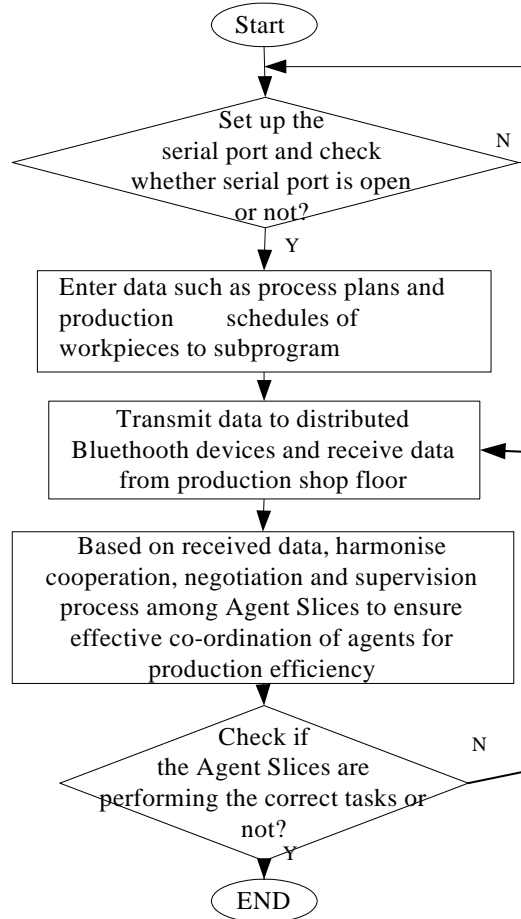 Start
Set up the
serial port and check
whether serial port is open
or not?
N
Y
Enter data such as process plans and
production schedules of
workpieces to subprogram
Transmit data to distributed
Bluethooth devices and receive data
from production shop floor
Based on received data, harmonise
cooperation, negotiation and supervision
process among Agent Slices to ensure
effective co-ordination of agents for
production efficiency
Check if
the Agent Slices are
performing the correct tasks or
not?
N
Y
END